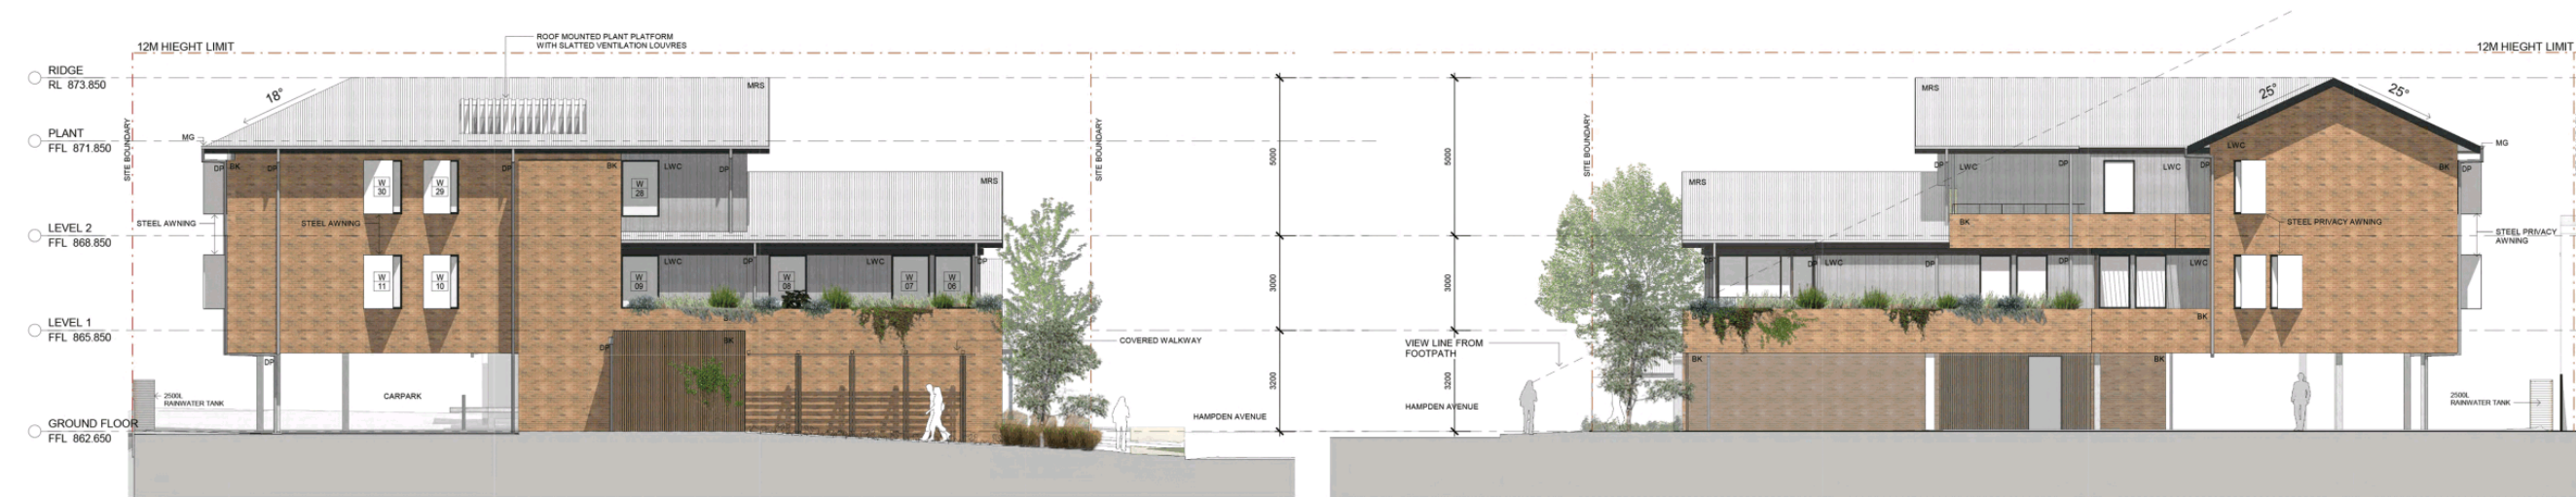 12M HIEGHT LIMIT
ROOF MOUNTED PLANT PLATFORM
WITH SLATTED VENTILATION LOUVRES
RIDGE
RL 873.850
18°
MRS
PLANT
FFL 871.850
MG
SITE BOUNDARY
DP
BK
DP
DP
BK
LWC
DP
W
30
W
29
W
28
MRS
STEEL AWNING
STEEL AWNING
LEVEL 2
FFL 868.850
LWC
DP
LWC
DP
W
11
W
10
W
09
W
08
W
07
W
06
LEVEL 1
FFL 865.850
DP
DP
BK
COVERED WALKWAY
CARPARK
2500L
RAINWATER TANK
GROUND FLOOR
FFL 862.650
SITE BOUNDARY
5000
3000
3200
HAMPDEN AVENUE
12M HIEGHT LIMIT
SITE BOUNDARY
5000
3000
3200
HAMPDEN AVENUE
VIEW LINE FROM
FOOTPATH
MRS
25°
25°
MG
LWC
BK
DP
DP
LWC
DP
LWC
DP
MRS
BK
STEEL PRIVACY AWNING
STEEL PRIVACY
AWNING
DP
DP
LWC
DP
DP
LWC
BK
BK
BK
2500L
RAINWATER TANK